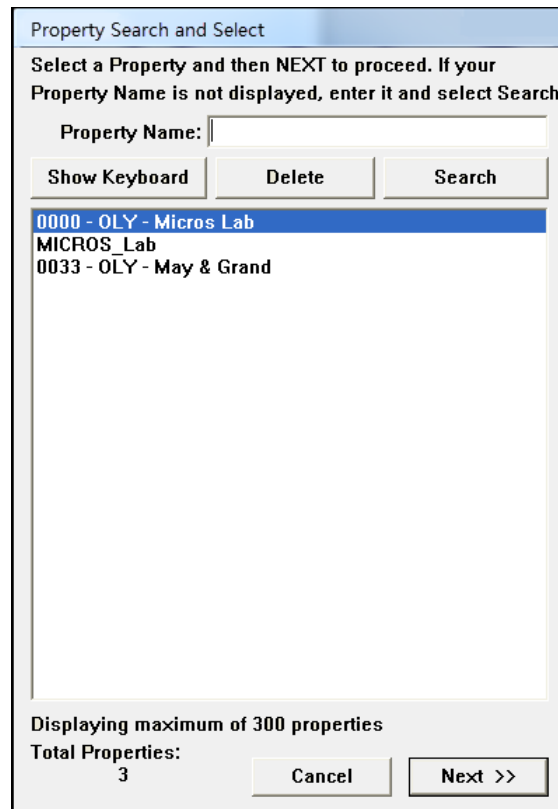 Property Search and Select
Select a Property and then NEXT to proceed. If your
Property Name is not displayed, enter it and select Search
Property Name:
Show Keyboard Delete Search
0000 - OLY - Micros Lab
MICROS_Lab
0033 - OLY - May & Grand
Displaying maximum of 300 properties
Total Properties:
3
Cancel Next >>